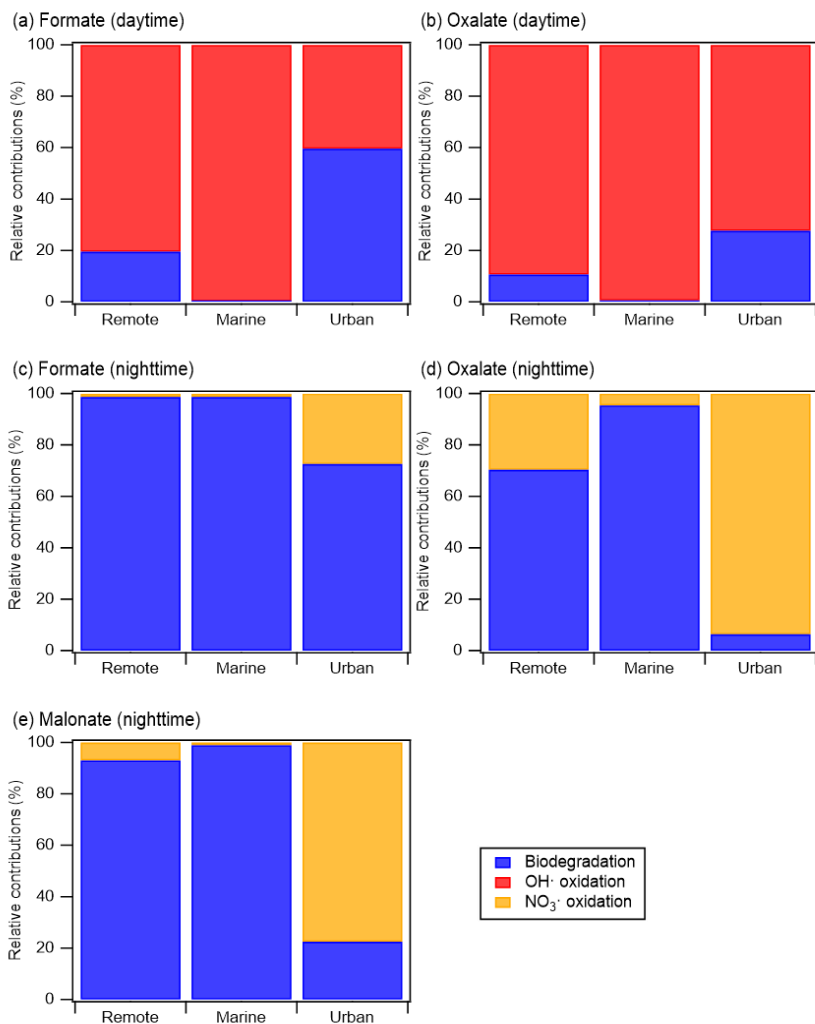 (a) Formate (daytime)
Relative contributions (%)
100
80
60
40
20
0
Remote
Marine
Urban
(b) Oxalate (daytime)
Relative contributions (%)
100
80
60
40
20
0
Remote
Marine
Urban
(c) Formate (nighttime)
Relative contributions (%)
100
80
60
40
20
0
Remote
Marine
Urban
(d) Oxalate (nighttime)
Relative contributions (%)
100
80
60
40
20
0
Remote
Marine
Urban
(e) Malonate (nighttime)
Relative contributions (%)
100
80
60
40
20
0
Remote
Marine
Urban
Biodegradation
OH· oxidation
NO₃· oxidation